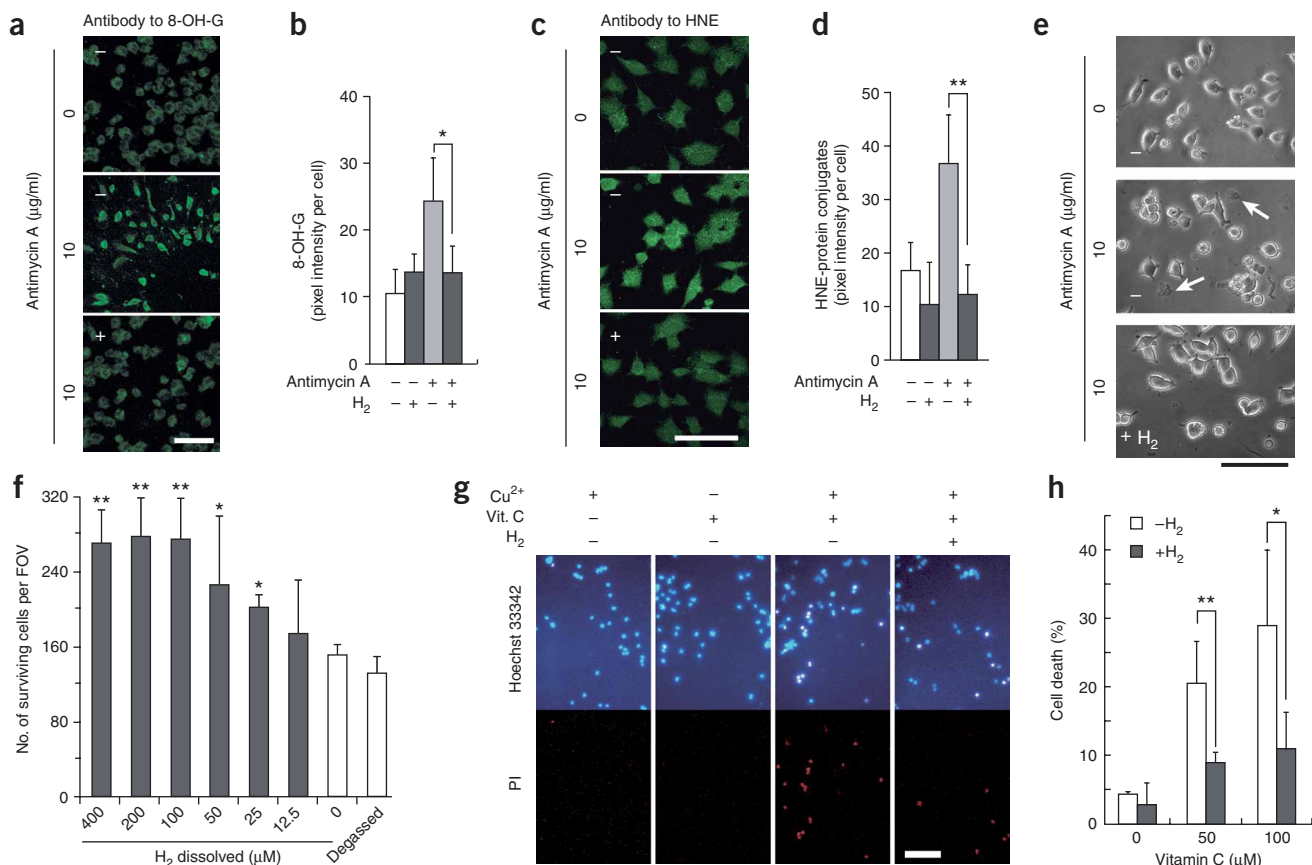 a
Antibody to 8-OH-G
Antimycin A (µg/ml)
0
10
10
–
–
+
b
8-OH-G
(pixel intensity per cell)
40
30
20
10
0
*
Antimycin A – – + +
H2 – + – +
c
Antibody to HNE
Antimycin A (µg/ml)
0
10
10
–
–
+
d
HNE-protein conjugates
(pixel intensity per cell)
50
40
30
20
10
0
**
Antimycin A – – + +
H2 – + – +
e
Antimycin A (µg/ml)
0
10
10
–
–
+ H2
f
No. of surviving cells per FOV
320
240
160
80
0
** ** ** * *
400 200 100 50 25 12.5 0 Degassed
H2 dissolved (µM)
g
Cu2+ + – + +
Vit. C – + + +
H2 – – – +
Hoechst 33342
PI
h
Cell death (%)
40
30
20
10
0
–H2
+H2
**
*
0 50 100
Vitamin C (µM)